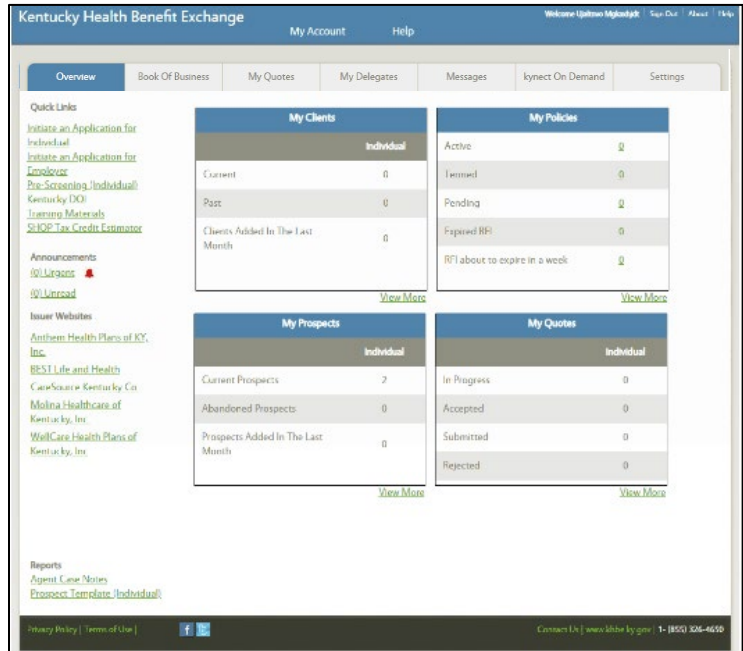 Kentucky Health Benefit Exchange
Welcome Sign Out | About | Help
My Account Help
Overview Book Of Business My Quotes My Delegates Messages kynect On Demand Settings
Quick Links
Initiate an Application for
Individual
Initiate an Application for
Employer
Pre-Screening (Individual)
Kentucky DOI
Training Materials
SHOP Tax Credit Estimator
Announcements
(0) Urgent
(0) Unread
Issuer Websites
Anthem Health Plans of KY,
Inc.
BEST Life and Health
CareSource Kentucky Co
Molina Healthcare of
Kentucky, Inc
WellCare Health Plans of
Kentucky, Inc
Reports
Agent Case Notes
Prospect Template (Individual)
My Clients
Individual
Current 0
Past 0
Clients Added In The Last
Month 0
View More
My Policies
Active 0
Termed 0
Pending 0
Expired RFI 0
RFI about to expire in a week 0
View More
My Prospects
Individual
Current Prospects 2
Abandoned Prospects 0
Prospects Added In The Last
Month 0
View More
My Quotes
Individual
In Progress 0
Accepted 0
Submitted 0
Rejected 0
View More
Privacy Policy | Terms of Use |
Contact Us | www.khbe.ky.gov | 1- (855) 326-4650